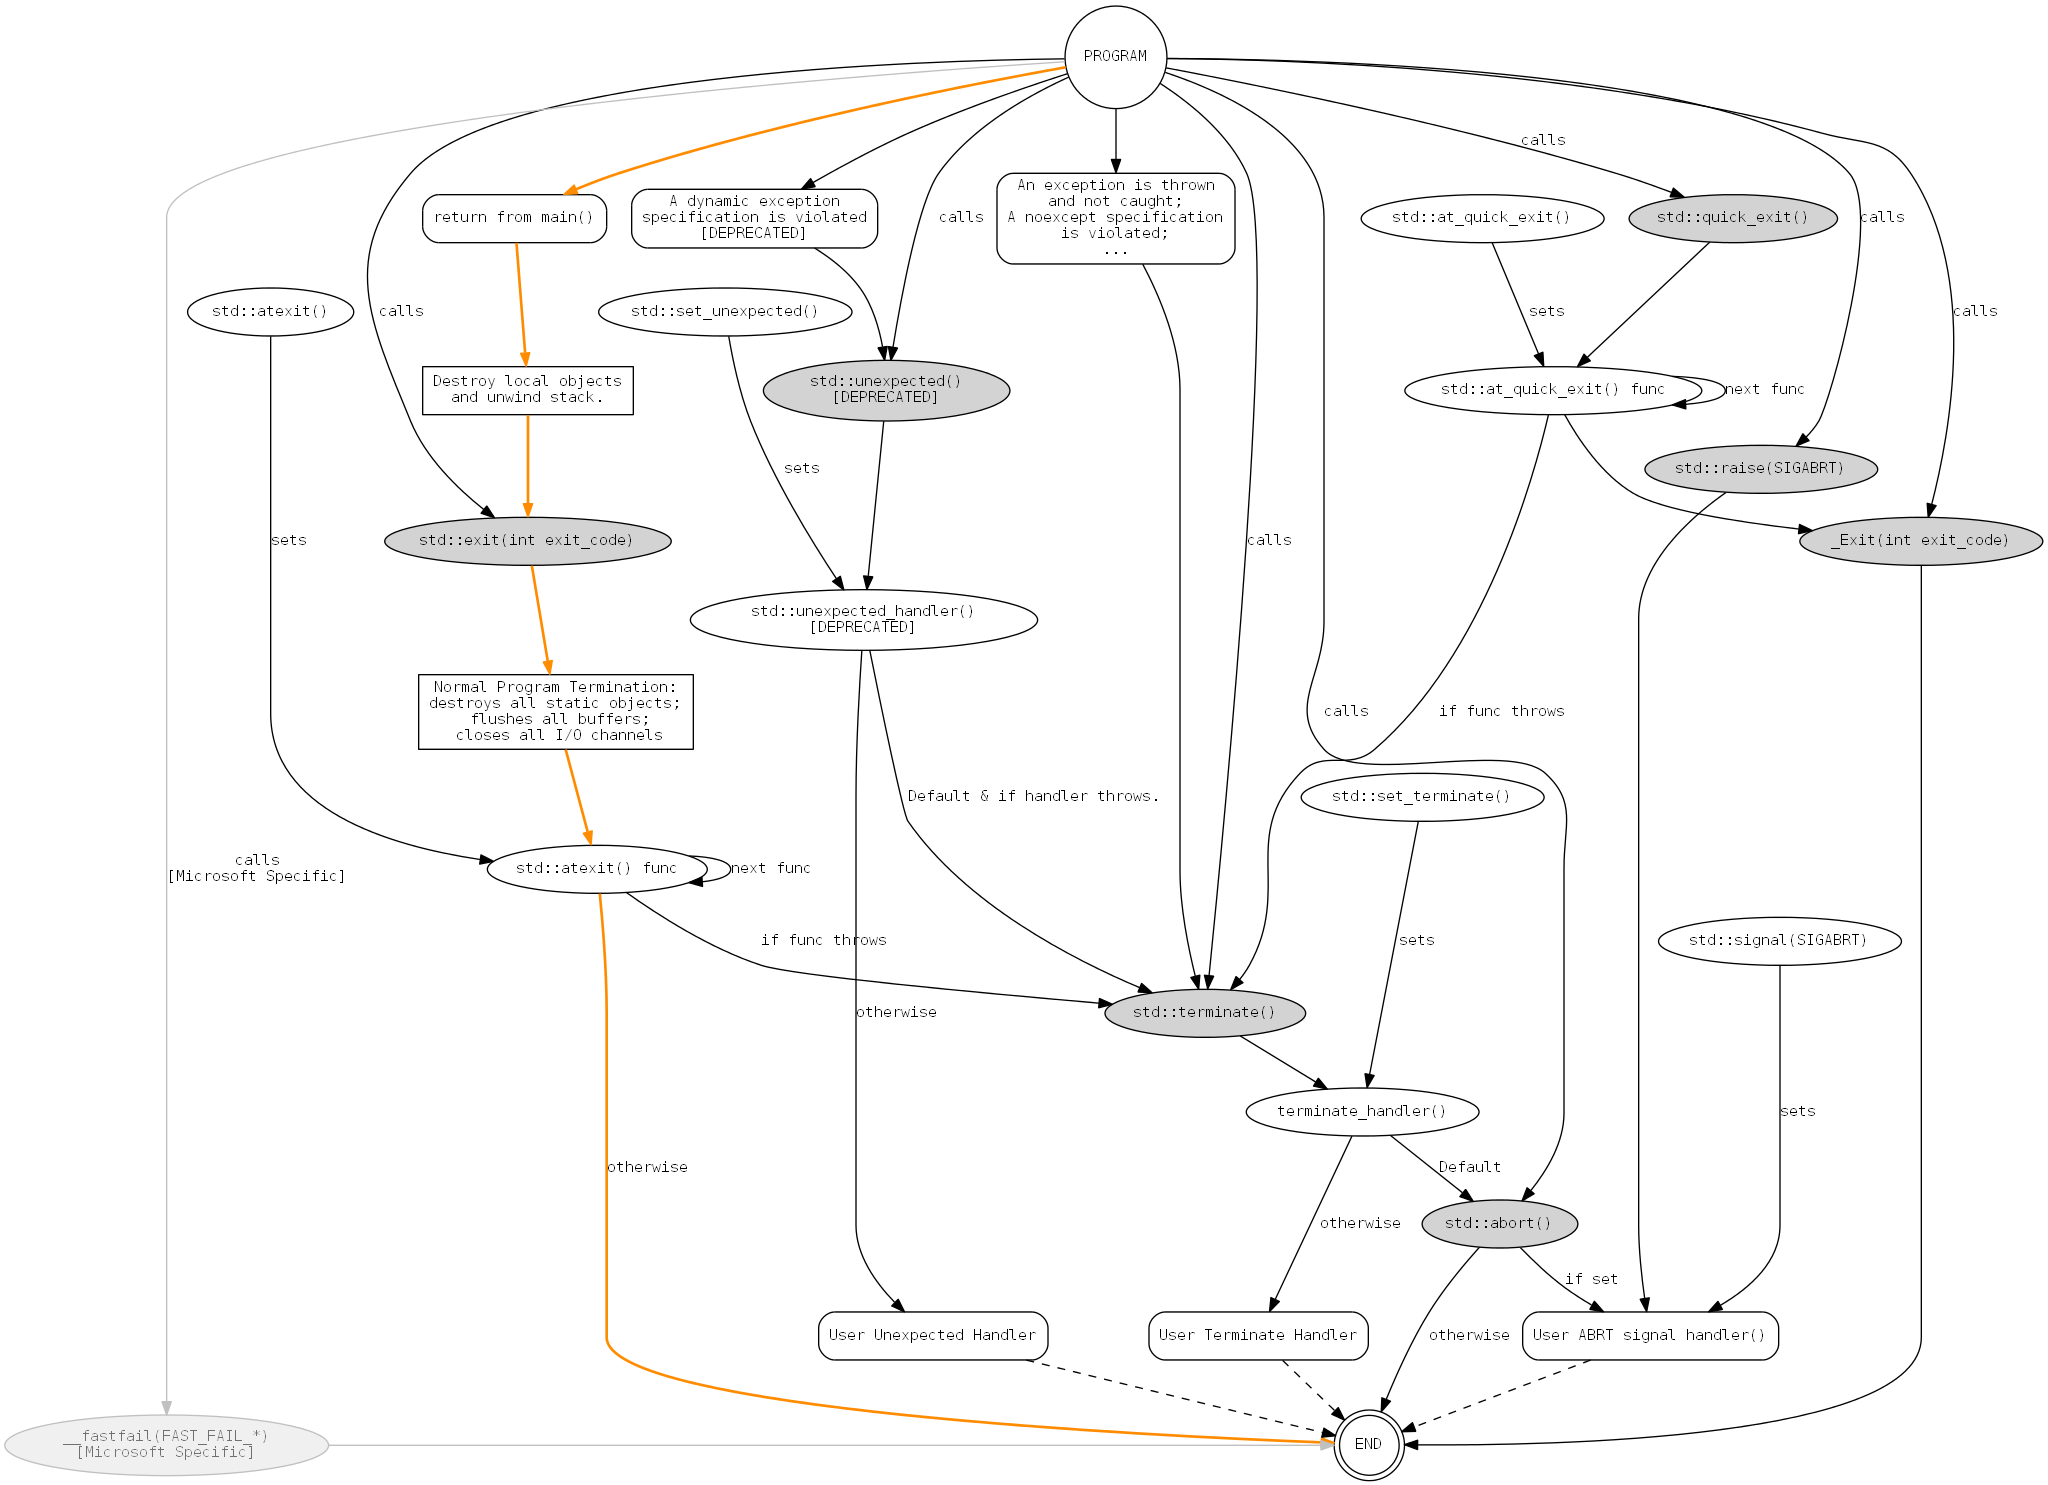 PROGRAM
calls
return from main()
A dynamic exception
specification is violated
[DEPRECATED]
calls
An exception is thrown
and not caught;
A noexcept specification
is violated;
...
std::at_quick_exit()
std::quick_exit()
calls
std::atexit()
calls
std::set_unexpected()
sets
calls
Destroy local objects
and unwind stack.
std::unexpected()
[DEPRECATED]
std::at_quick_exit() func
next func
sets
std::raise(SIGABRT)
sets
std::exit(int exit_code)
calls
_Exit(int exit_code)
std::unexpected_handler()
[DEPRECATED]
Normal Program Termination:
destroys all static objects;
flushes all buffers;
closes all I/O channels
calls
if func throws
Default & if handler throws.
std::set_terminate()
calls
[Microsoft Specific]
std::atexit() func
next func
if func throws
sets
std::signal(SIGABRT)
otherwise
std::terminate()
terminate_handler()
sets
otherwise
Default
otherwise
std::abort()
if set
User Unexpected Handler
User Terminate Handler
otherwise
User ABRT signal handler()
__fastfail(FAST_FAIL_*)
[Microsoft Specific]
END